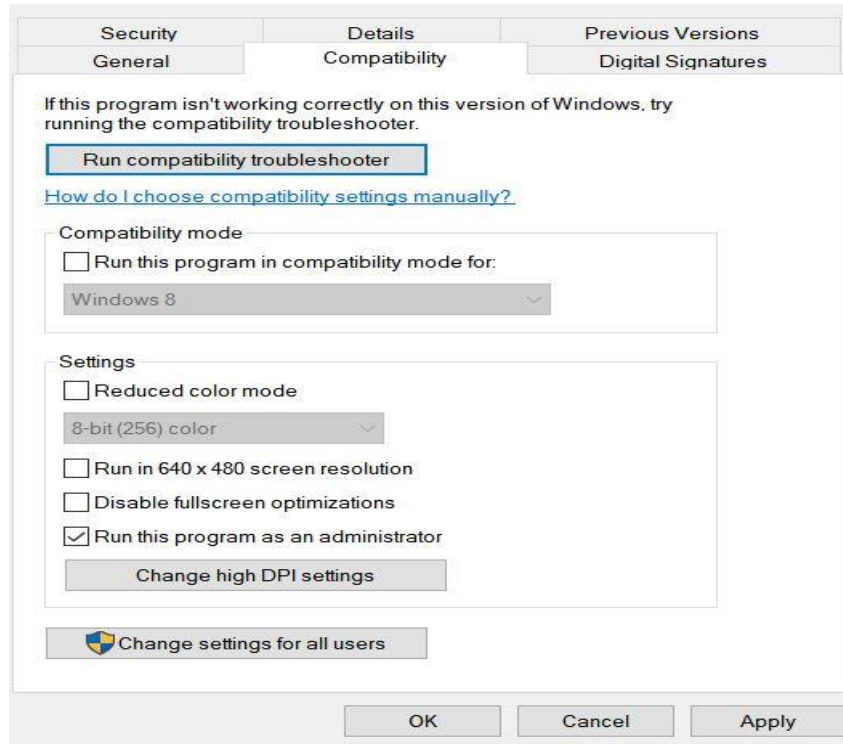 Security Details Previous Versions
General Compatibility Digital Signatures
If this program isn't working correctly on this version of Windows, try
running the compatibility troubleshooter.
Run compatibility troubleshooter
How do I choose compatibility settings manually?
Compatibility mode
Run this program in compatibility mode for:
Windows 8
Settings
Reduced color mode
8-bit (256) color
Run in 640 x 480 screen resolution
Disable fullscreen optimizations
Run this program as an administrator
Change high DPI settings
Change settings for all users
OK Cancel Apply